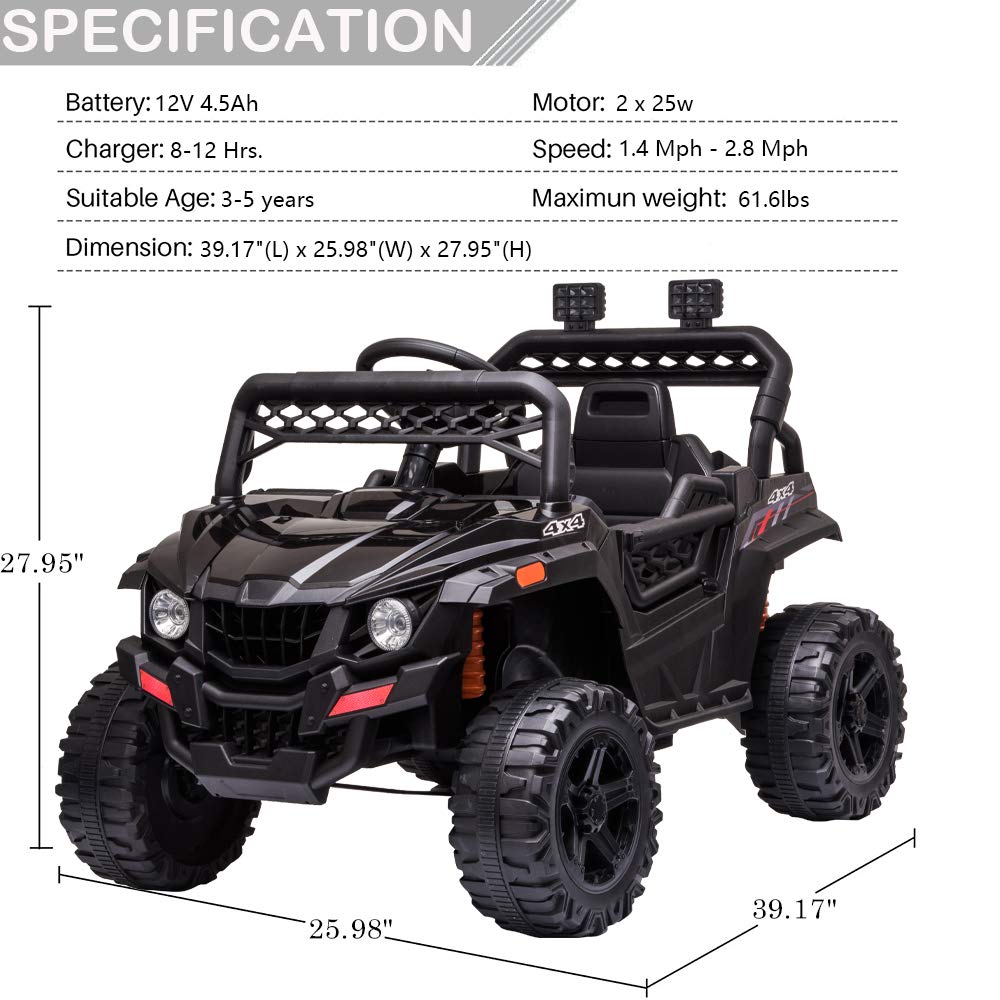 SPECIFICATION
Battery: 12V 4.5Ah
Motor: 2 x 25w
Charger: 8-12 Hrs.
Speed: 1.4 Mph - 2.8 Mph
Suitable Age: 3-5 years
Maximun weight: 61.6lbs
Dimension: 39.17"(L) x 25.98"(W) x 27.95"(H)
4x4
4x4
27.95"
25.98"
39.17"